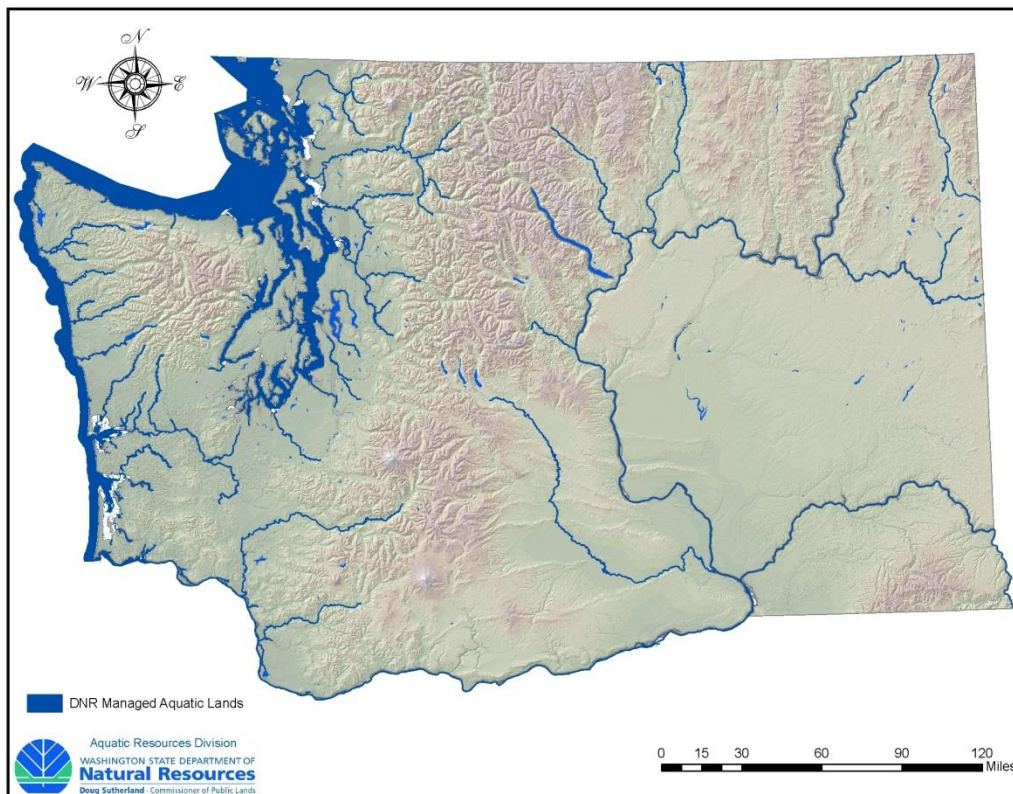 N
W E
S
DNR Managed Aquatic Lands
Aquatic Resources Division
WASHINGTON STATE DEPARTMENT OF
Natural Resources
Doug Sutherland - Commissioner of Public Lands
0 15 30 60 90 120
Miles